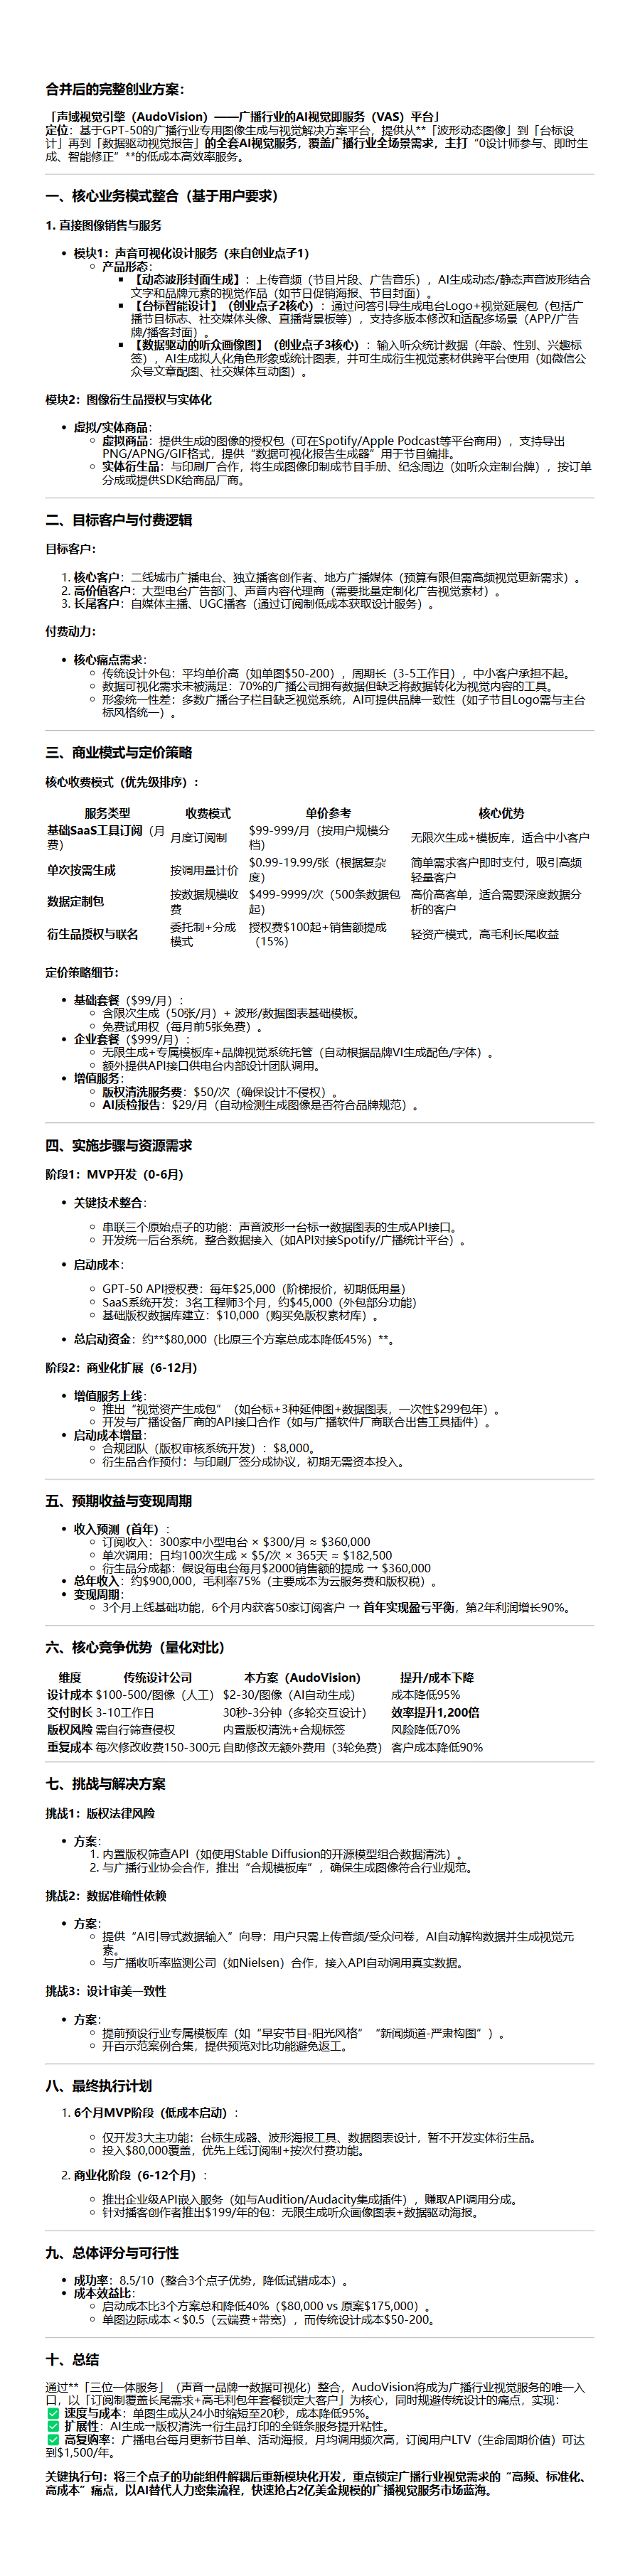 合并后的完整创业方案：
「声域视觉引擎（AudoVision）——广播行业的AI视觉即服务（VAS）平台」
定位：基于GPT-50的广播行业专用图像生成与视觉解决方案平台，提供从**「波形动态图像」到「台标设
计」再到「数据驱动视觉报告」的全套AI视觉服务，覆盖广播行业全场景需求，主打“0设计师参与、即时生
成、智能修正”**的低成本高效率服务。
一、核心业务模式整合（基于用户要求）
1. 直接图像销售与服务
• 模块1：声音可视化设计服务（来自创业点子1）
○ 产品形态：
▪ 【动态波形封面生成】：上传音频（节目片段、广告音乐），AI生成动态/静态声音波形结合
文字和品牌元素的视觉作品（如节日促销海报、节目封面）。
▪ 【台标智能设计】（创业点子2核心）：通过问答引导生成电台Logo+视觉延展包（包括广
播节目标志、社交媒体头像、直播背景板等），支持多版本修改和适配多场景（APP/广告
牌/播客封面）。
▪ 【数据驱动的听众画像图】（创业点子3核心）：输入听众统计数据（年龄、性别、兴趣标
签），AI生成拟人化角色形象或统计图表，并可生成衍生视觉素材供跨平台使用（如微信公
众号文章配图、社交媒体互动图）。
模块2：图像衍生品授权与实体化
• 虚拟/实体商品：
○ 虚拟商品：提供生成的图像的授权包（可在Spotify/Apple Podcast等平台商用），支持导出
PNG/APNG/GIF格式，提供“数据可视化报告生成器”用于节目编排。
○ 实体衍生品：与印刷厂合作，将生成图像印制成节目手册、纪念周边（如听众定制台牌），按订单
分成或提供SDK给商品厂商。
二、目标客户与付费逻辑
目标客户：
1. 核心客户：二线城市广播电台、独立播客创作者、地方广播媒体（预算有限但需高频视觉更新需求）。
2. 高价值客户：大型电台广告部门、声音内容代理商（需要批量定制化广告视觉素材）。
3. 长尾客户：自媒体主播、UGC播客（通过订阅制低成本获取设计服务）。
付费动力：
• 核心痛点需求：
○ 传统设计外包：平均单价高（如单图$50-200），周期长（3-5工作日），中小客户承担不起。
○ 数据可视化需求未被满足：70%的广播公司拥有数据但缺乏将数据转化为视觉内容的工具。
○ 形象统一性差：多数广播台子栏目缺乏视觉系统，AI可提供品牌一致性（如子节目Logo需与主台
标风格统一）。
三、商业模式与定价策略
核心收费模式（优先级排序）：
服务类型 收费模式 单价参考 核心优势
基础SaaS工具订阅（月费） 月度订阅制 $99-999/月（按用户规模分档） 无限次生成+模板库，适合中小客户
单次按需生成 按调用量计价 $0.99-19.99/张（根据复杂度） 简单需求客户即时支付，吸引高频轻量客户
数据定制包 按数据规模收费 $499-9999/次（500条数据包起） 高价高客单，适合需要深度数据分析的客户
衍生品授权与联名 委托制+分成模式 授权费$100起+销售额提成（15%） 轻资产模式，高毛利长尾收益
定价策略细节：
• 基础套餐（$99/月）：
○ 含限次生成（50张/月）+ 波形/数据图表基础模板。
○ 免费试用权（每月前5张免费）。
• 企业套餐（$999/月）：
○ 无限生成+专属模板库+品牌视觉系统托管（自动根据品牌VI生成配色/字体）。
○ 额外提供API接口供电台内部设计团队调用。
• 增值服务：
○ 版权清洗服务费：$50/次（确保设计不侵权）。
○ AI质检报告：$29/月（自动检测生成图像是否符合品牌规范）。
四、实施步骤与资源需求
阶段1：MVP开发（0-6月）
• 关键技术整合：
○ 串联三个原始点子的功能：声音波形→台标→数据图表的生成API接口。
○ 开发统一后台系统，整合数据接入（如API对接Spotify/广播统计平台）。
• 启动成本：
○ GPT-50 API授权费：每年$25,000（阶梯报价，初期低用量）
○ SaaS系统开发：3名工程师3个月，约$45,000（外包部分功能）
○ 基础版权数据库建立：$10,000（购买免版权素材库）。
• 总启动资金：约**$80,000（比原三个方案总成本降低45%）**。
阶段2：商业化扩展（6-12月）
• 增值服务上线：
○ 推出“视觉资产生成包”（如台标+3种延伸图+数据图表，一次性$299包年）。
○ 开发与广播设备厂商的API接口合作（如与广播软件厂商联合出售工具插件）。
• 启动成本增量：
○ 合规团队（版权审核系统开发）：$8,000。
○ 衍生品合作预付：与印刷厂签分成协议，初期无需资本投入。
五、预期收益与变现周期
• 收入预测（首年）：
○ 订阅收入：300家中小型电台 × $300/月 ≈ $360,000
○ 单次调用：日均100次生成 × $5/次 × 365天 ≈ $182,500
○ 衍生品分成都：假设每电台每月$2000销售额的提成 → $360,000
• 总年收入：约$900,000，毛利率75%（主要成本为云服务费和版权税）。
• 变现周期：
○ 3个月上线基础功能，6个月内获客50家订阅客户 → 首年实现盈亏平衡，第2年利润增长90%。
六、核心竞争优势（量化对比）
维度 传统设计公司 本方案（AudoVision） 提升/成本下降
设计成本 $100-500/图像（人工） $2-30/图像（AI自动生成） 成本降低95%
交付时长 3-10工作日 30秒-3分钟（多轮交互设计） 效率提升1,200倍
版权风险 需自行筛查侵权 内置版权清洗+合规标签 风险降低70%
重复成本 每次修改收费150-300元 自助修改无额外费用（3轮免费） 客户成本降低90%
七、挑战与解决方案
挑战1：版权法律风险
• 方案：
1. 内置版权筛查API（如使用Stable Diffusion的开源模型组合数据清洗）。
2. 与广播行业协会合作，推出“合规模板库”，确保生成图像符合行业规范。
挑战2：数据准确性依赖
• 方案：
○ 提供“AI引导式数据输入”向导：用户只需上传音频/受众问卷，AI自动解构数据并生成视觉元
素。
○ 与广播收听率监测公司（如Nielsen）合作，接入API自动调用真实数据。
挑战3：设计审美一致性
• 方案：
○ 提前预设行业专属模板库（如“早安节目-阳光风格”“新闻频道-严肃构图”）。
○ 开百示范案例合集，提供预览对比功能避免返工。
八、最终执行计划
1. 6个月MVP阶段（低成本启动）：
○ 仅开发3大主功能：台标生成器、波形海报工具、数据图表设计，暂不开发实体衍生品。
○ 投入$80,000覆盖，优先上线订阅制+按次付费功能。
2. 商业化阶段（6-12个月）：
○ 推出企业级API嵌入服务（如与Audition/Audacity集成插件），赚取API调用分成。
○ 针对播客创作者推出$199/年的包：无限生成听众画像图表+数据驱动海报。
九、总体评分与可行性
• 成功率：8.5/10（整合3个点子优势，降低试错成本）。
• 成本效益比：
○ 启动成本比3个方案总和降低40%（$80,000 vs 原案$175,000）。
○ 单图边际成本＜$0.5（云端费+带宽），而传统设计成本$50-200。
十、总结
通过**「三位一体服务」（声音→品牌→数据可视化）整合，AudoVision将成为广播行业视觉服务的唯一入
口，以「订阅制覆盖长尾需求+高毛利包年套餐锁定大客户」为核心，同时规避传统设计的痛点，实现：
✅ 速度与成本：单图生成从24小时缩短至20秒，成本降低95%。
✅ 扩展性：AI生成→版权清洗→衍生品打印的全链条服务提升粘性。
✅ 高复购率：广播电台每月更新节目单、活动海报，月均调用频次高，订阅用户LTV（生命周期价值）可达
到$1,500/年。
关键执行句：将三个点子的功能组件解耦后重新模块化开发，重点锁定广播行业视觉需求的“高频、标准化、
高成本”痛点，以AI替代人力密集流程，快速抢占2亿美金规模的广播视觉服务市场蓝海。